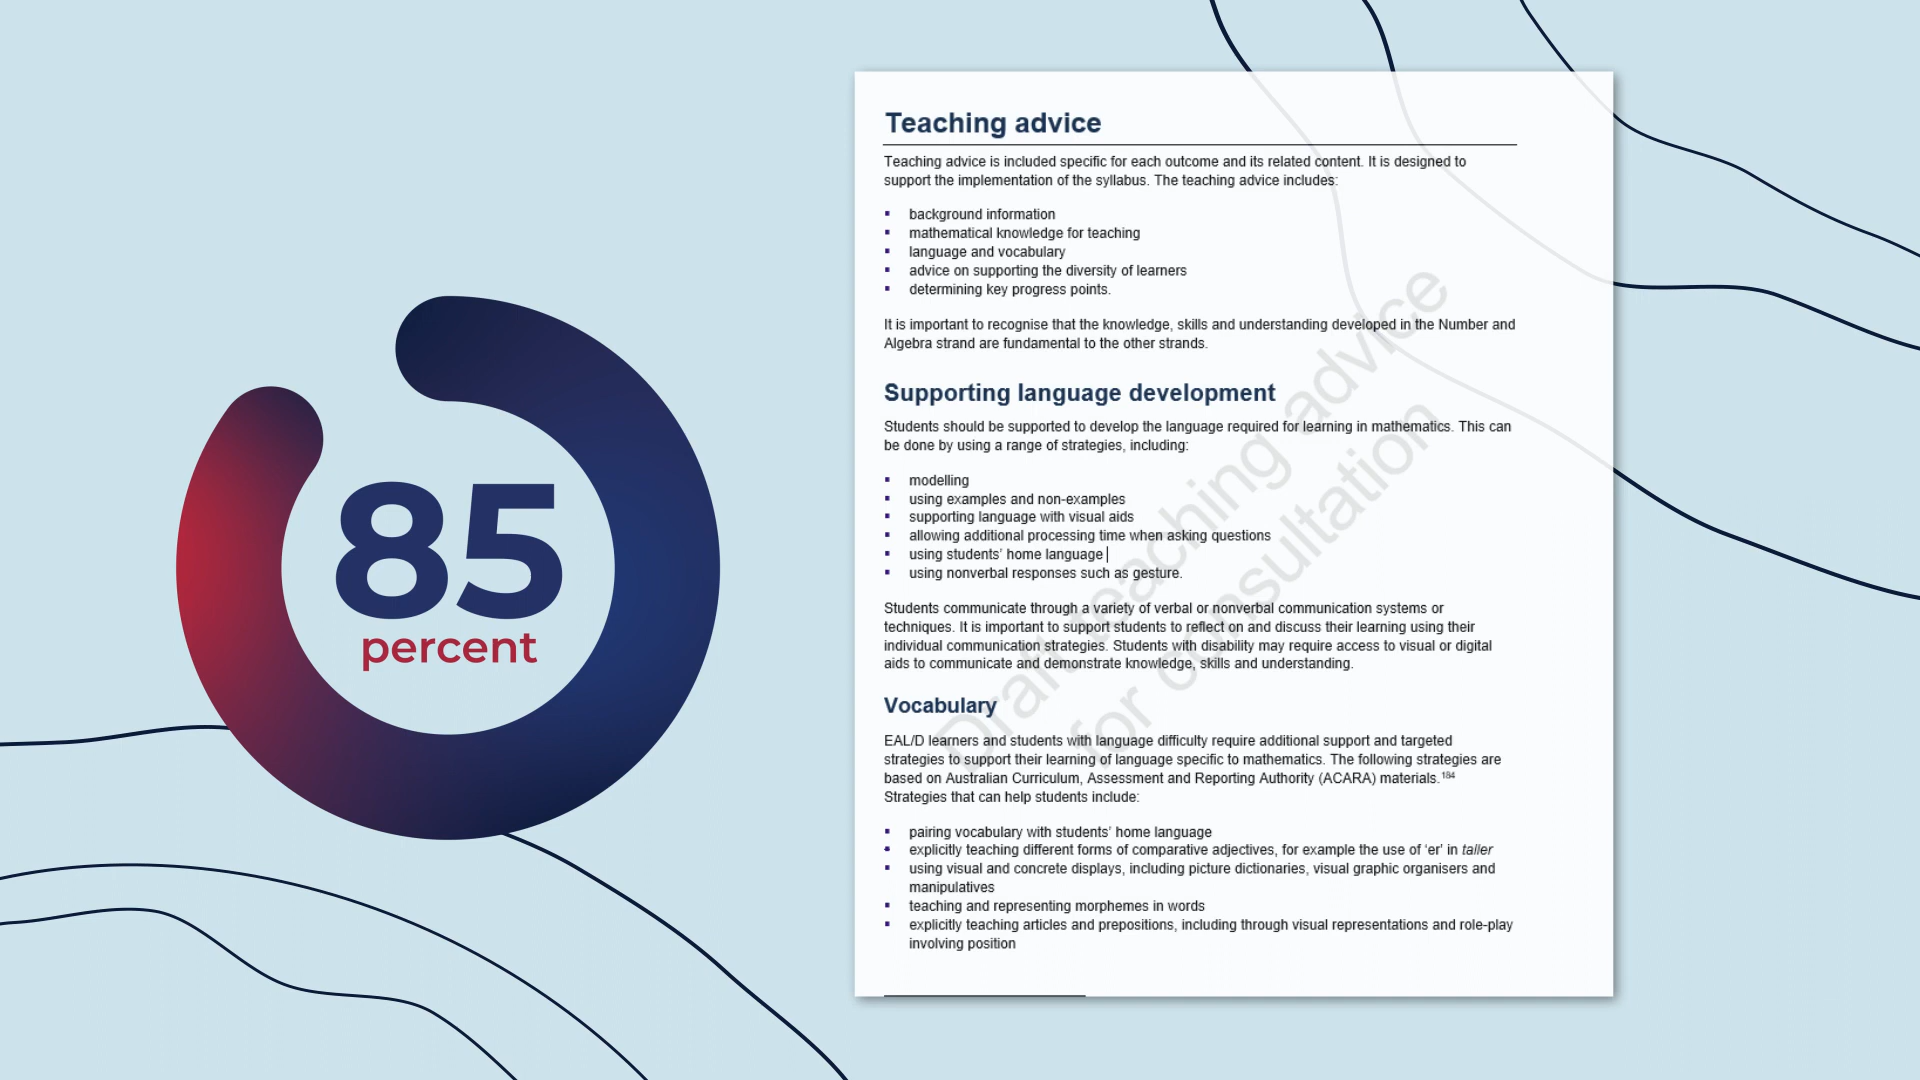 85
percent
Teaching advice
Teaching advice is included specific for each outcome and its related content. It is designed to
support the implementation of the syllabus. The teaching advice includes:
▪ background information
▪ mathematical knowledge for teaching
▪ language and vocabulary
▪ advice on supporting the diversity of learners
▪ determining key progress points.
It is important to recognise that the knowledge, skills and understanding developed in the Number and
Algebra strand are fundamental to the other strands.
Supporting language development
Students should be supported to develop the language required for learning in mathematics. This can
be done by using a range of strategies, including:
▪ modelling
▪ using examples and non-examples
▪ supporting language with visual aids
▪ allowing additional processing time when asking questions
▪ using students’ home language
▪ using nonverbal responses such as gesture.
Students communicate through a variety of verbal or nonverbal communication systems or
techniques. It is important to support students to reflect on and discuss their learning using their
individual communication strategies. Students with disability may require access to visual or digital
aids to communicate and demonstrate knowledge, skills and understanding.
Vocabulary
EAL/D learners and students with language difficulty require additional support and targeted
strategies to support their learning of language specific to mathematics. The following strategies are
based on Australian Curriculum, Assessment and Reporting Authority (ACARA) materials.184
Strategies that can help students include:
▪ pairing vocabulary with students’ home language
▪ explicitly teaching different forms of comparative adjectives, for example the use of ‘er’ in taller
▪ using visual and concrete displays, including picture dictionaries, visual graphic organisers and
manipulatives
▪ teaching and representing morphemes in words
▪ explicitly teaching articles and prepositions, including through visual representations and role-play
involving position
Draft teaching advice
for consultation